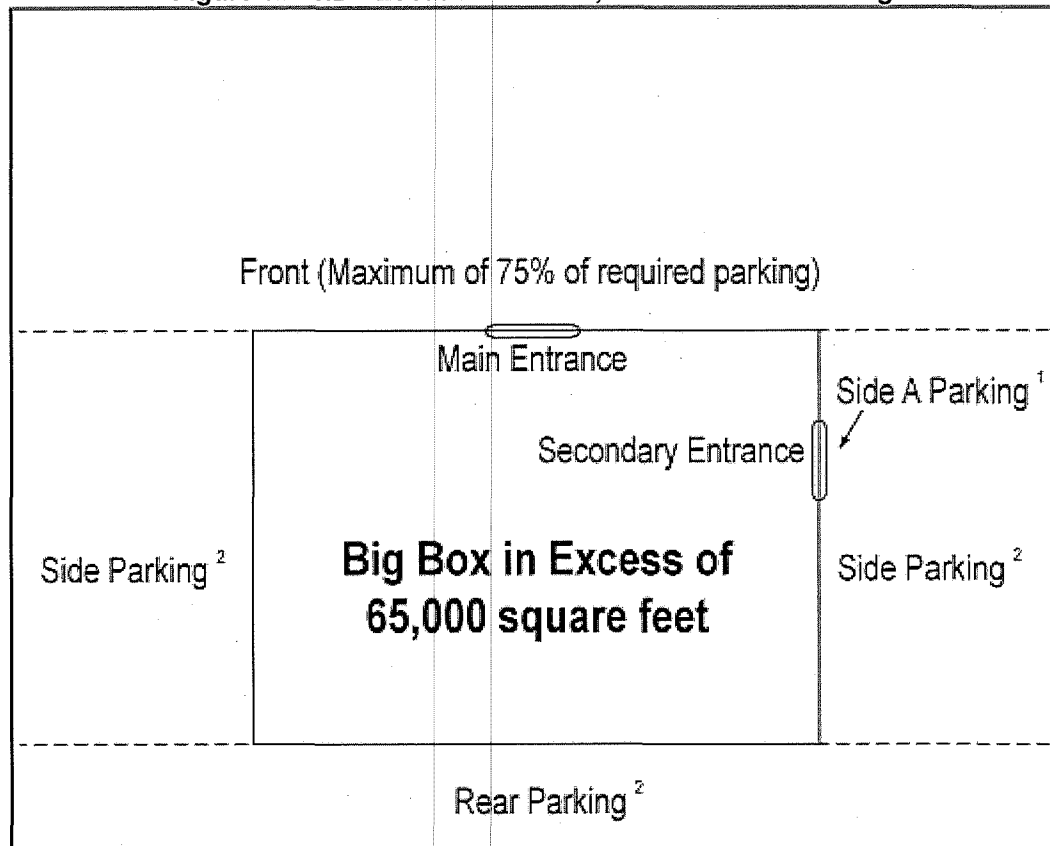 Front (Maximum of 75% of required parking)
Main Entrance
Side A Parking 1
Secondary Entrance
Side Parking 2
Big Box in Excess of
65,000 square feet
Side Parking 2
Rear Parking 2